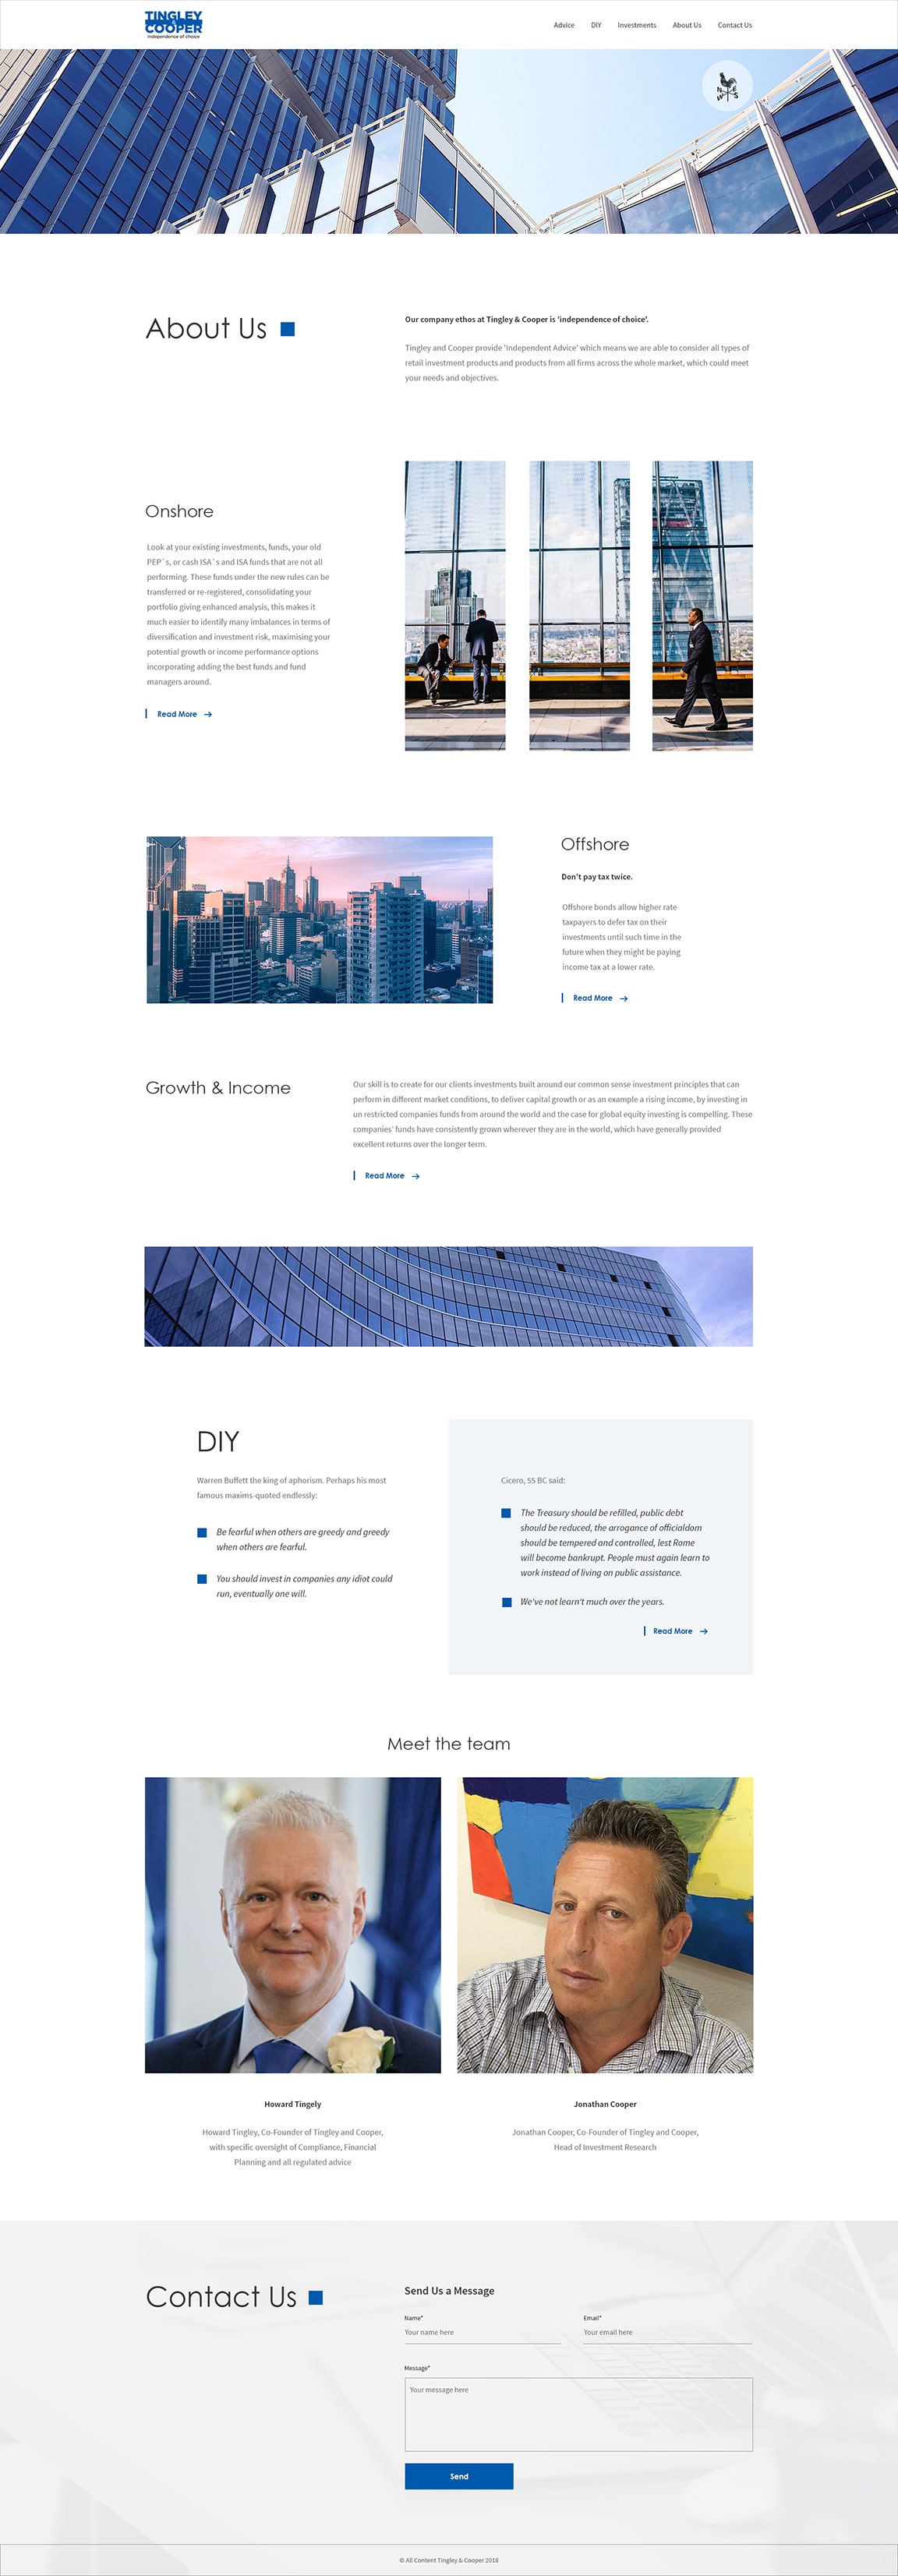 TINGLEY
COOPER
Independence of choice
Advice
DIY
Investments
About Us
Contact Us
N
W S
About Us
Our company ethos at Tingley & Cooper is 'independence of choice'.
Tingley and Cooper provide 'Independent Advice' which means we are able to consider all types of
retail investment products and products from all firms across the whole market, which could meet
your needs and objectives.
Onshore
Look at your existing investments, funds, your old
PEP`s, or cash ISA`s and ISA funds that are not all
performing. These funds under the new rules can be
transferred or re-registered, consolidating your
portfolio giving enhanced analysis, this makes it
much easier to identify many imbalances in terms of
diversification and investment risk, maximising your
potential growth or income performance options
incorporating adding the best funds and fund
managers around.
Read More →
Offshore
Don't pay tax twice.
Offshore bonds allow higher rate
taxpayers to defer tax on their
investments until such time in the
future when they might be paying
income tax at a lower rate.
Read More →
Growth & Income
Our skill is to create for our clients investments built around our common sense investment principles that can
perform in different market conditions, to deliver capital growth or as an example a rising income, by investing in
un restricted companies funds from around the world and the case for global equity investing is compelling. These
companies' funds have consistently grown wherever they are in the world, which have generally provided
excellent returns over the longer term.
Read More →
DIY
Warren Buffett the king of aphorism. Perhaps his most
famous maxims-quoted endlessly:
Be fearful when others are greedy and greedy
when others are fearful.
You should invest in companies any idiot could
run, eventually one will.
Cicero, 55 BC said:
The Treasury should be refilled, public debt
should be reduced, the arrogance of officialdom
should be tempered and controlled, lest Rome
will become bankrupt. People must again learn to
work instead of living on public assistance.
We've not learn't much over the years.
Read More →
Meet the team
Howard Tingely
Howard Tingley, Co-Founder of Tingley and Cooper,
with specific oversight of Compliance, Financial
Planning and all regulated advice
Jonathan Cooper
Jonathan Cooper, Co-Founder of Tingley and Cooper,
Head of Investment Research
Contact Us
Send Us a Message
Name*
Your name here
Email*
Your email here
Message*
Your message here
Send
© All Content Tingley & Cooper 2018